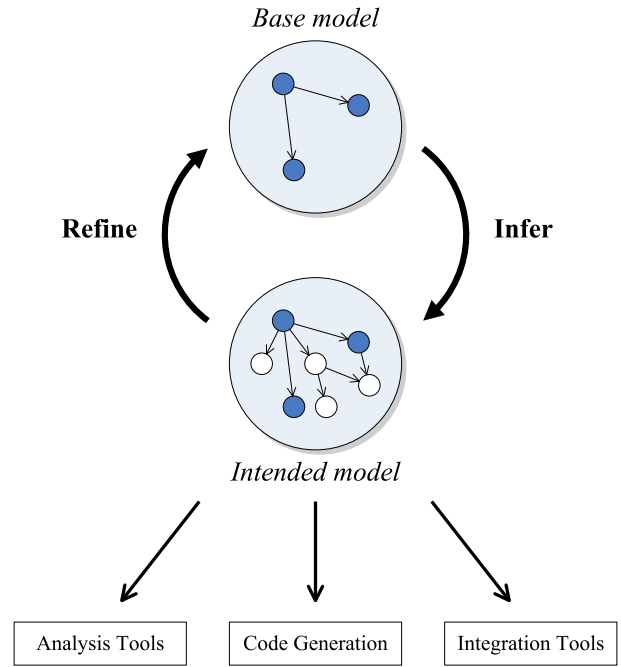 Base model
Refine
Infer
Intended model
Analysis Tools
Code Generation
Integration Tools